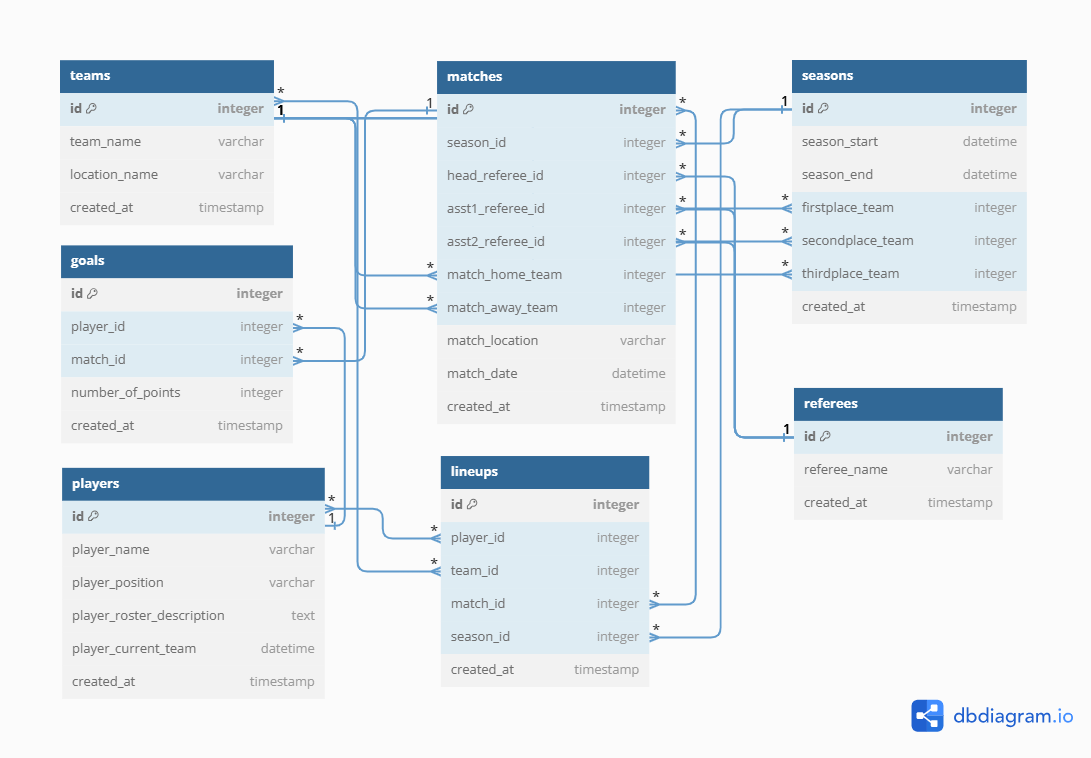 teams
id integer
team_name varchar
location_name varchar
created_at timestamp
goals
id integer
player_id integer
match_id integer
number_of_points integer
created_at timestamp
players
id integer
player_name varchar
player_position varchar
player_roster_description text
player_current_team datetime
created_at timestamp
matches
id integer
season_id integer
head_referee_id integer
asst1_referee_id integer
asst2_referee_id integer
match_home_team integer
match_away_team integer
match_location varchar
match_date datetime
created_at timestamp
lineups
id integer
player_id integer
team_id integer
match_id integer
season_id integer
created_at timestamp
seasons
id integer
season_start datetime
season_end datetime
firstplace_team integer
secondplace_team integer
thirdplace_team integer
created_at timestamp
referees
id integer
referee_name varchar
created_at timestamp
* 1
* *
* 1
1 * *
* *
* * * * *
* *
1 * * *
1
dbdiagram.io